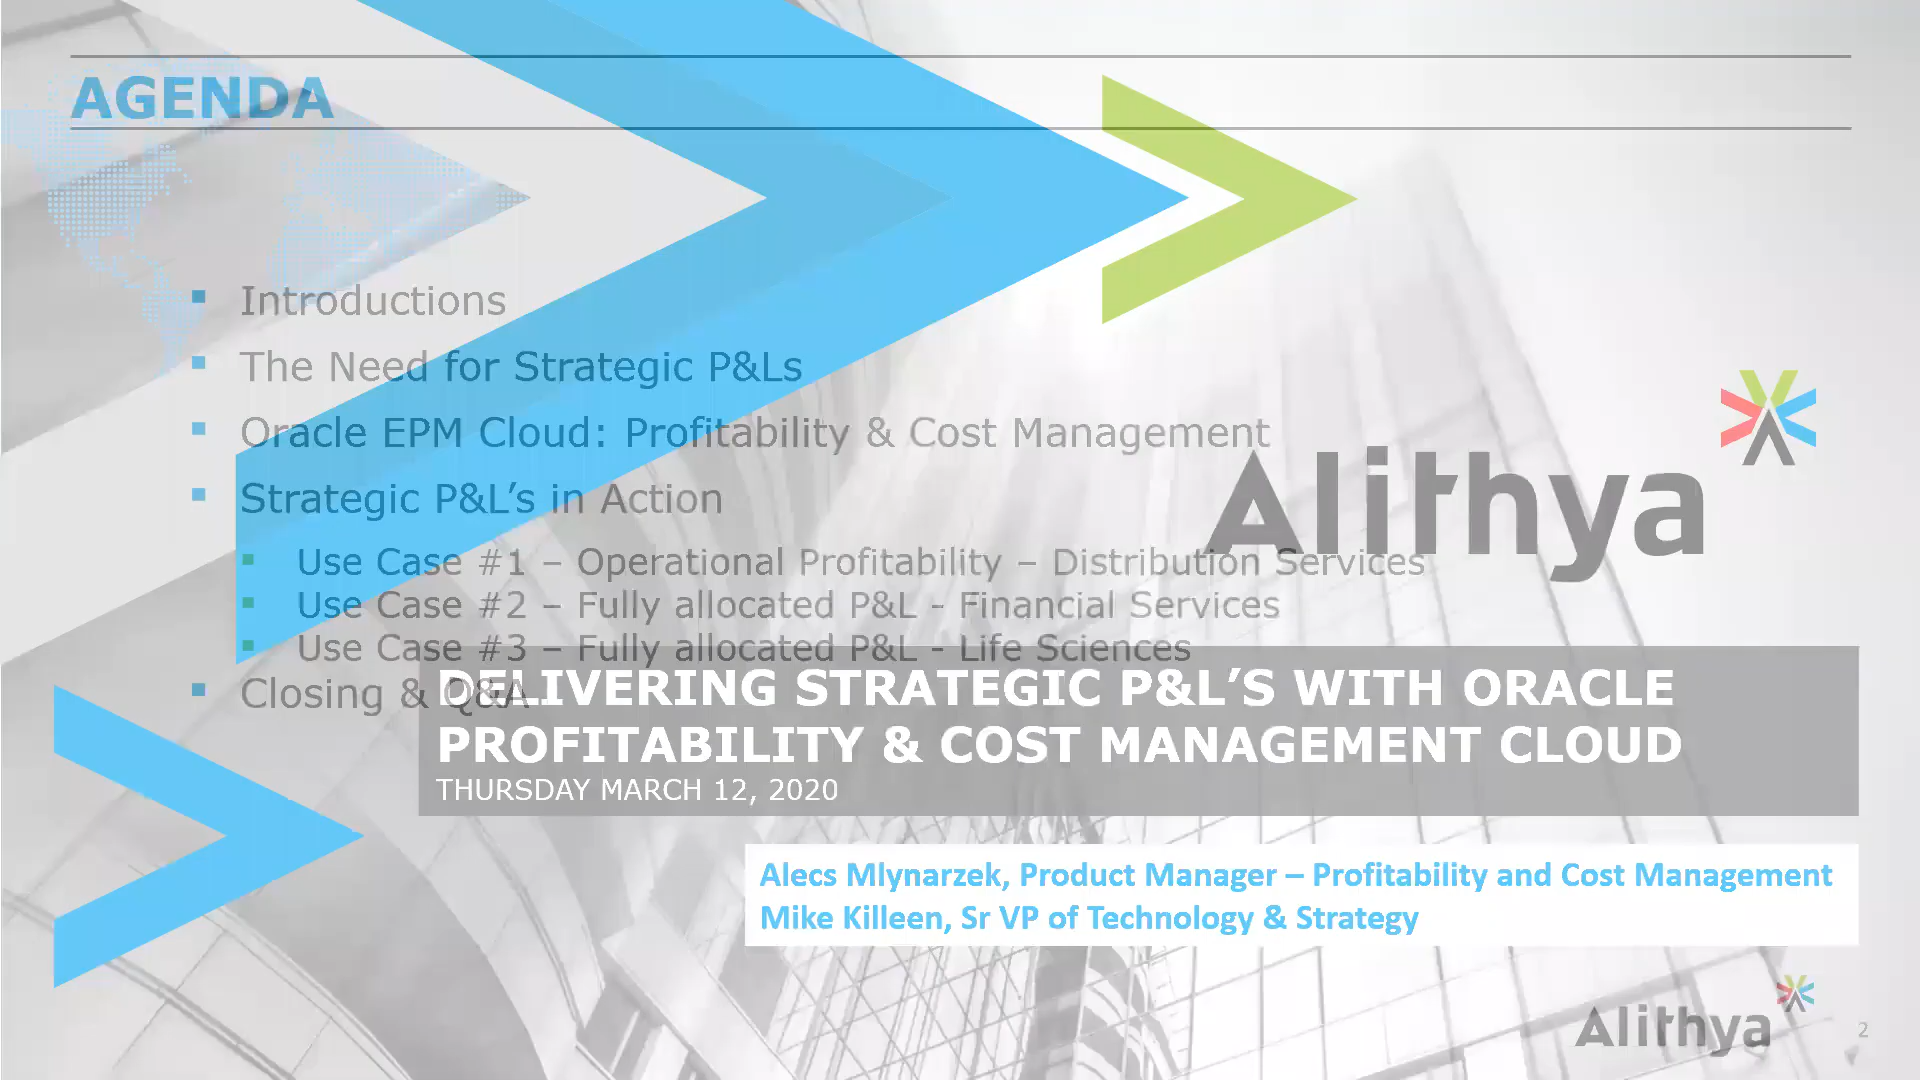 AGENDA
Introductions
The Need for Strategic P&Ls
Oracle EPM Cloud: Profitability & Cost Management
Strategic P&L’s in Action
Alithya
Use Case #1 – Operational Profitability – Distribution Services
Use Case #2 – Fully allocated P&L - Financial Services
Use Case #3 – Fully allocated P&L - Life Sciences
Closing & Q&A
DELIVERING STRATEGIC P&L’S WITH ORACLE
PROFITABILITY & COST MANAGEMENT CLOUD
THURSDAY MARCH 12, 2020
Alecs Mlynarzek, Product Manager – Profitability and Cost Management
Mike Killeen, Sr VP of Technology & Strategy
Alithya
2